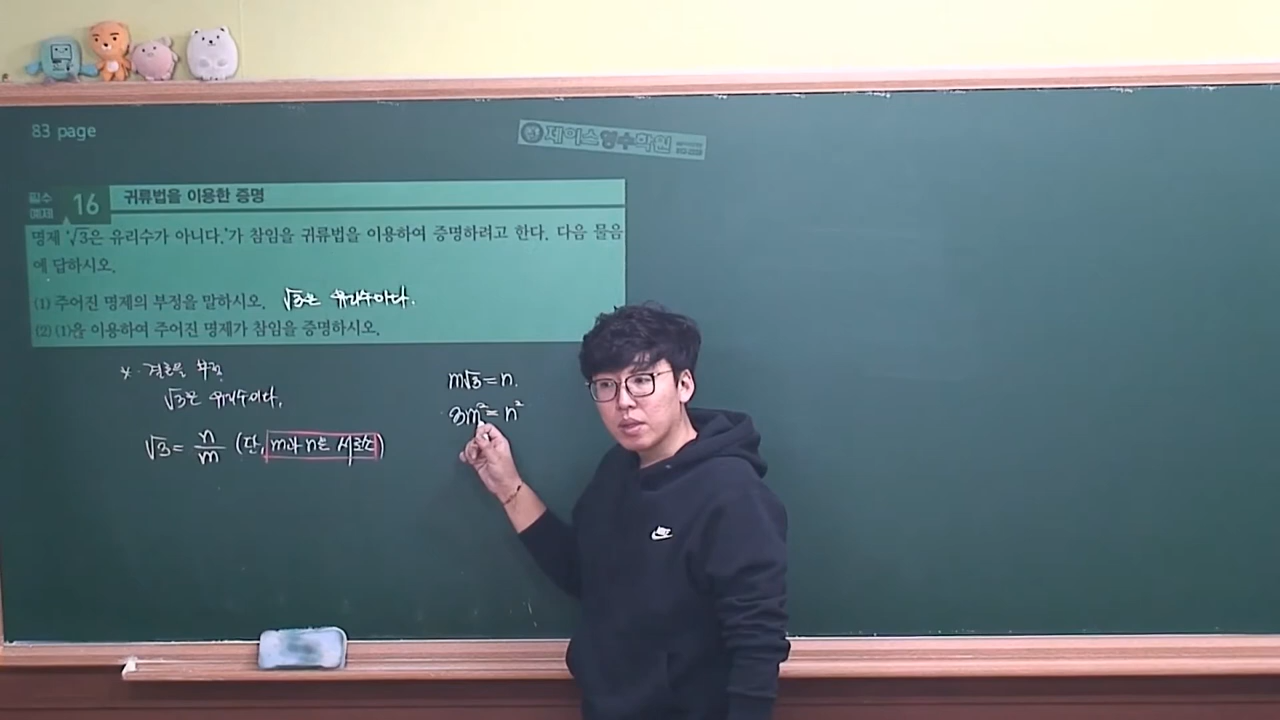 83 page
제이스영수학원
필수 예제 16 귀류법을 이용한 증명
명제 ‘√3은 유리수가 아니다.’가 참임을 귀류법을 이용하여 증명하려고 한다. 다음 물음
에 답하시오.
(1) 주어진 명제의 부정을 말하시오. √3은 유리수이다.
(2) (1)을 이용하여 주어진 명제가 참임을 증명하시오.
결론을 부정
√3은 유리수이다.
√3 = n/m (단, m과 n은 서로소)
m√3 = n.
3m² = n²